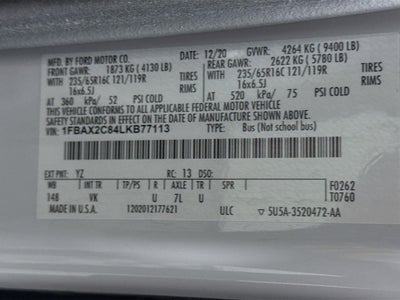 MFD. BY FORD MOTOR CO. 12/20 GVWR: 4264 KG ( 9400 LB)
FRONT GAWR: 1873 KG ( 4130 LB) REAR GAWR: 2622 KG ( 5780 LB)
235/65R16C 121/119R TIRES 235/65R16C 121/119R TIRES
16x6.5J RIMS 16x6.5J RIMS
AT 360 kPa/ 52 PSI COLD AT 520 kPa/ 75 PSI COLD
THIS VEHICLE CONFORMS TO ALL APPLICABLE FEDERAL MOTOR VEHICLE
SAFETY STANDARDS IN EFFECT ON THE DATE OF MANUFACTURE SHOWN ABOVE.
VIN: 1FBAX2C84LKB77113 TYPE: Bus (Not School bus)
EXT PNT: YZ RC: 13 DSO:
WB INT TR TP/PS R AXLE TR SPR F0262
148 VK U 7L U T0760
MADE IN U.S.A. 1202012177621 ULC 5U5A-3520472-AA